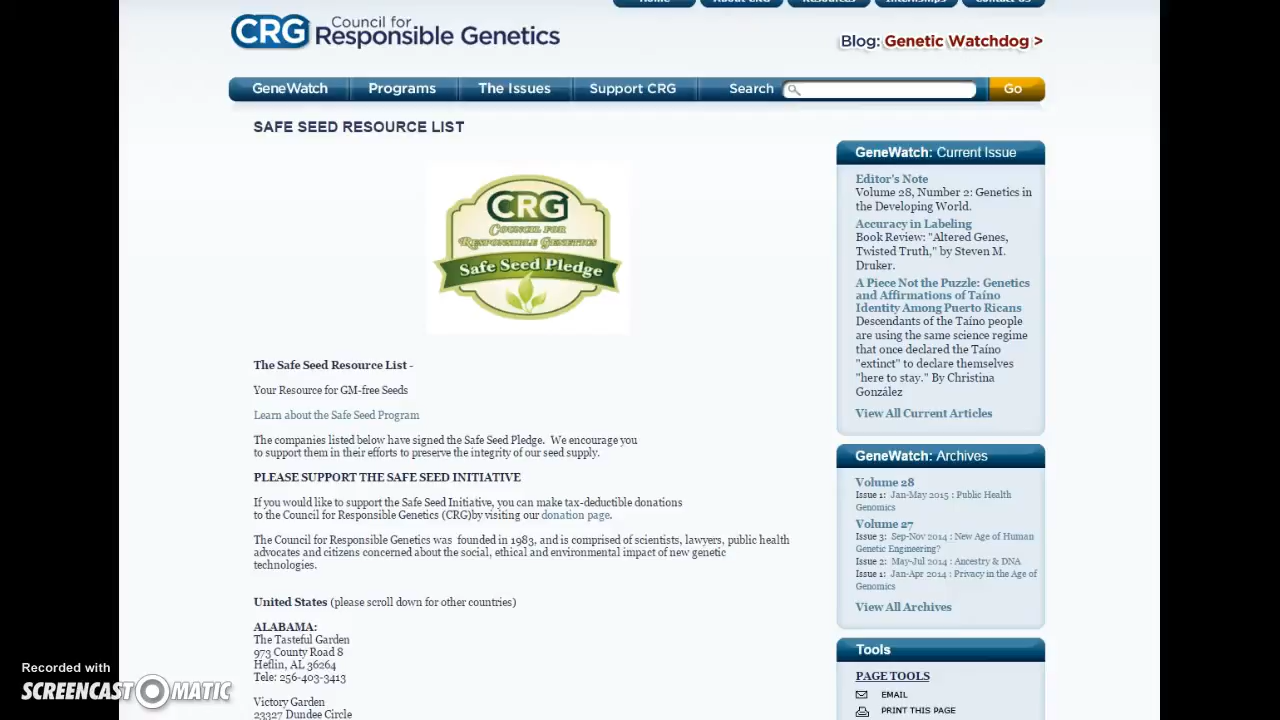 Home About CRG Resources Internships Contact Us
CRG Council for
Responsible Genetics
Blog: Genetic Watchdog >
GeneWatch Programs The Issues Support CRG Search Go
SAFE SEED RESOURCE LIST
CRG
COUNCIL FOR
RESPONSIBLE GENETICS
Safe Seed Pledge
The Safe Seed Resource List -
Your Resource for GM-free Seeds
Learn about the Safe Seed Program
The companies listed below have signed the Safe Seed Pledge. We encourage you
to support them in their efforts to preserve the integrity of our seed supply.
PLEASE SUPPORT THE SAFE SEED INITIATIVE
If you would like to support the Safe Seed Initiative, you can make tax-deductible donations
to the Council for Responsible Genetics (CRG)by visiting our donation page.
The Council for Responsible Genetics was founded in 1983, and is comprised of scientists, lawyers, public health
advocates and citizens concerned about the social, ethical and environmental impact of new genetic
technologies.
United States (please scroll down for other countries)
ALABAMA:
The Tasteful Garden
973 County Road 8
Heflin, AL 36264
Tele: 256-403-3413
Victory Garden
23327 Dundee Circle
GeneWatch: Current Issue
Editor's Note
Volume 28, Number 2: Genetics in
the Developing World.
Accuracy in Labeling
Book Review: "Altered Genes,
Twisted Truth," by Steven M.
Druker.
A Piece Not the Puzzle: Genetics
and Affirmations of Taíno
Identity Among Puerto Ricans
Descendants of the Taíno people
are using the same science regime
that once declared the Taíno
"extinct" to declare themselves
"here to stay." By Christina
González
View All Current Articles
GeneWatch: Archives
Volume 28
Issue 1: Jan-May 2015 : Public Health
Genomics
Volume 27
Issue 3: Sep-Nov 2014 : New Age of Human
Genetic Engineering?
Issue 2: May-Jul 2014 : Ancestry & DNA
Issue 1: Jan-Apr 2014 : Privacy in the Age of
Genomics
View All Archives
Tools
PAGE TOOLS
EMAIL
PRINT THIS PAGE
Recorded with
SCREENCAST O MATIC